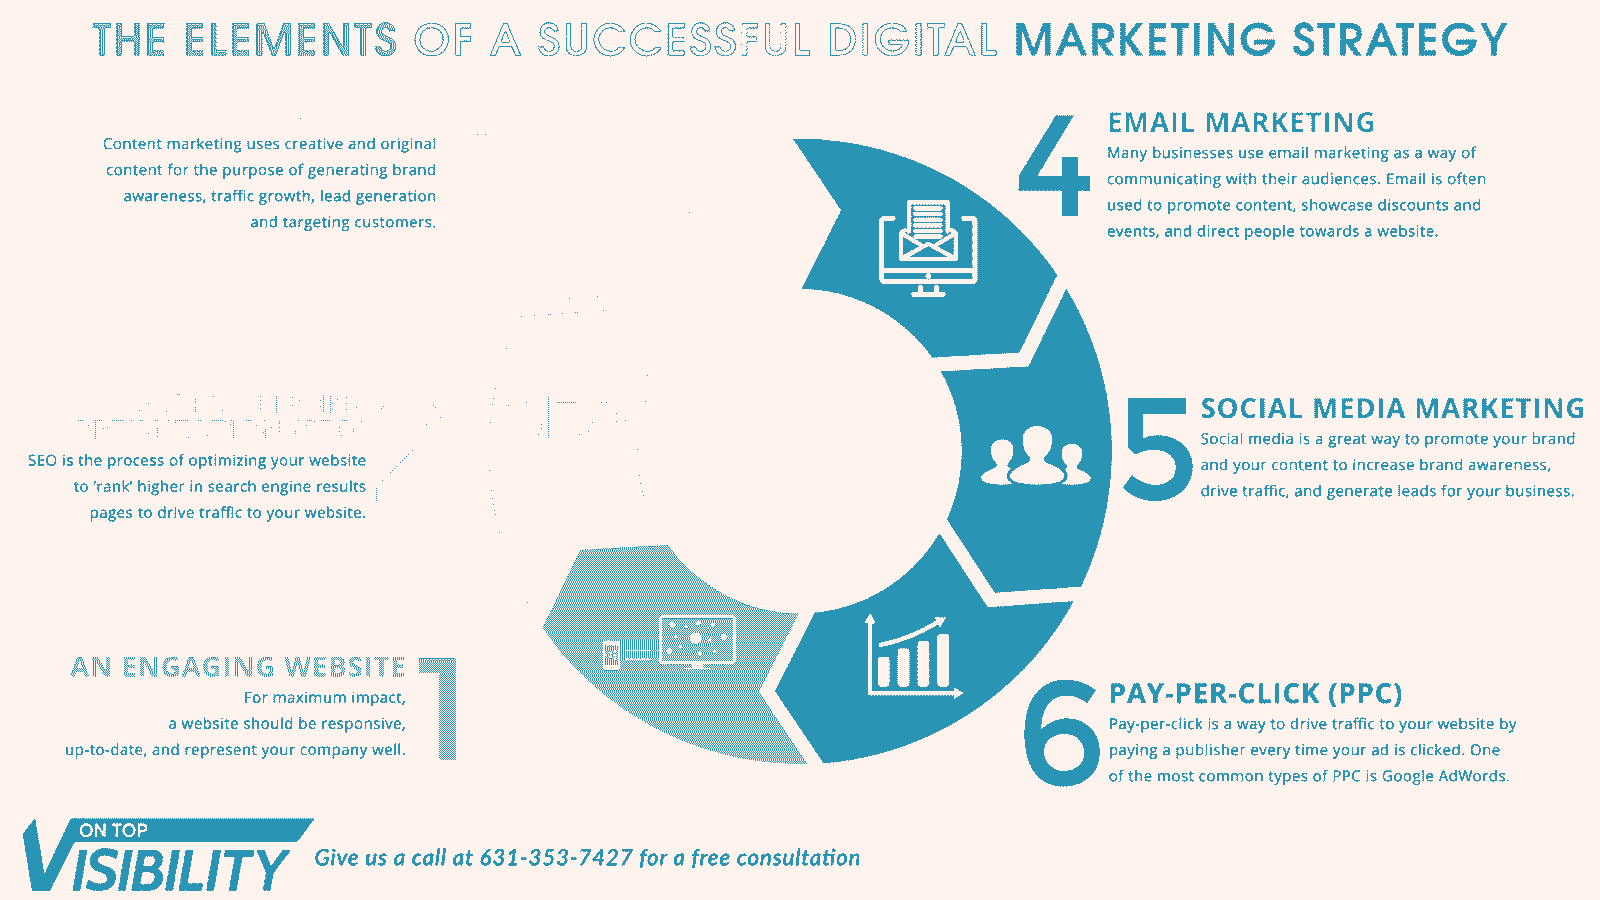 THE ELEMENTS OF A SUCCESSFUL DIGITAL MARKETING STRATEGY
Content marketing uses creative and original
content for the purpose of generating brand
awareness, traffic growth, lead generation
and targeting customers.
SEO is the process of optimizing your website
to 'rank' higher in search engine results
pages to drive traffic to your website.
AN ENGAGING WEBSITE
1
For maximum impact,
a website should be responsive,
up-to-date, and represent your company well.
4
EMAIL MARKETING
Many businesses use email marketing as a way of
communicating with their audiences. Email is often
used to promote content, showcase discounts and
events, and direct people towards a website.
5
SOCIAL MEDIA MARKETING
Social media is a great way to promote your brand
and your content to increase brand awareness,
drive traffic, and generate leads for your business.
6
PAY-PER-CLICK (PPC)
Pay-per-click is a way to drive traffic to your website by
paying a publisher every time your ad is clicked. One
of the most common types of PPC is Google AdWords.
ON TOP
VISIBILITY
Give us a call at 631-353-7427 for a free consultation